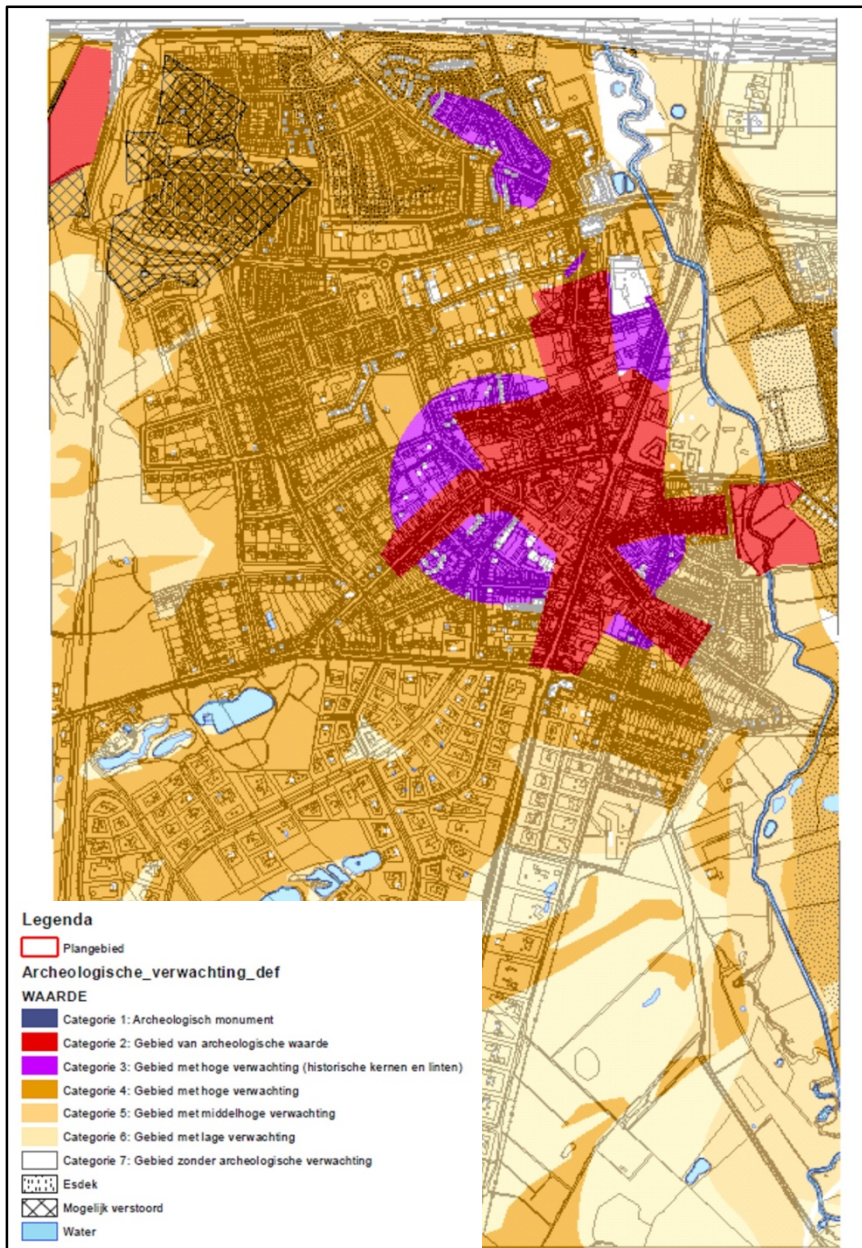 Legenda
Plangebied
Archeologische_verwachting_def
WAARDE
Categorie 1: Archeologisch monument
Categorie 2: Gebied van archeologische waarde
Categorie 3: Gebied met hoge verwachting (historische kernen en linten)
Categorie 4: Gebied met hoge verwachting
Categorie 5: Gebied met middelhoge verwachting
Categorie 6: Gebied met lage verwachting
Categorie 7: Gebied zonder archeologische verwachting
Esdek
Mogelijk verstoord
Water